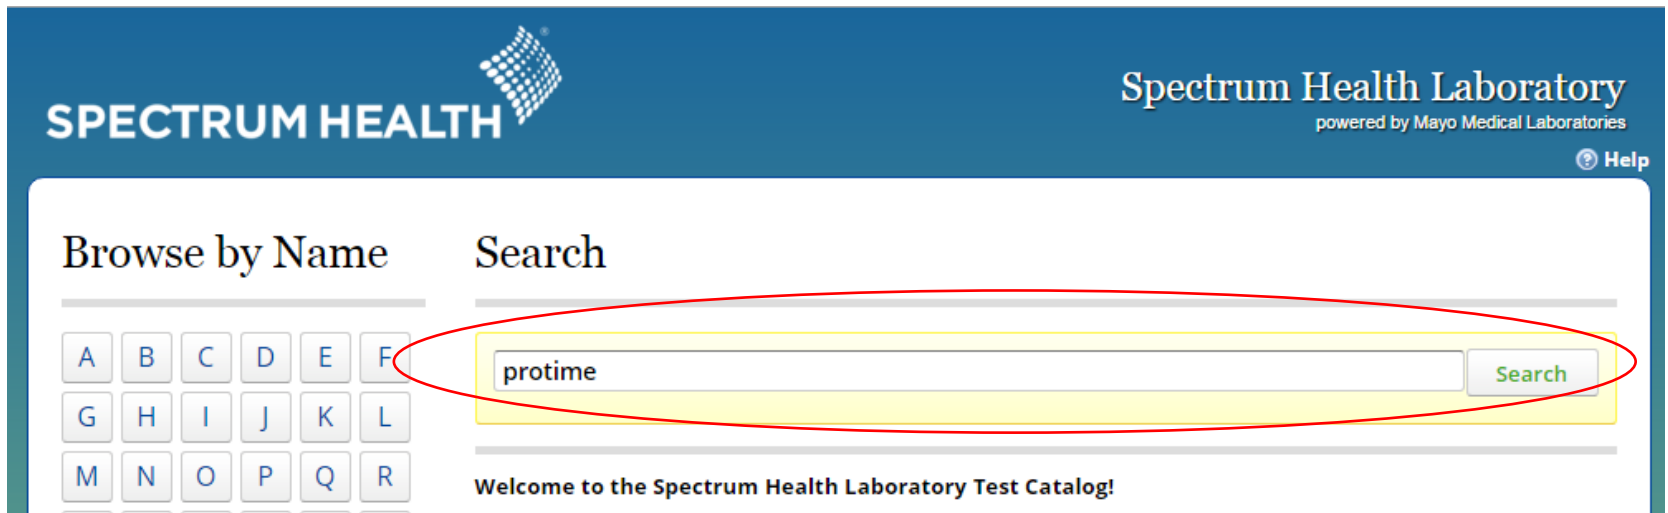 SPECTRUM HEALTH ®
Spectrum Health Laboratory
powered by Mayo Medical Laboratories
? Help
Browse by Name
A B C D E F
G H I J K L
M N O P Q R
Search
protime Search
Welcome to the Spectrum Health Laboratory Test Catalog!